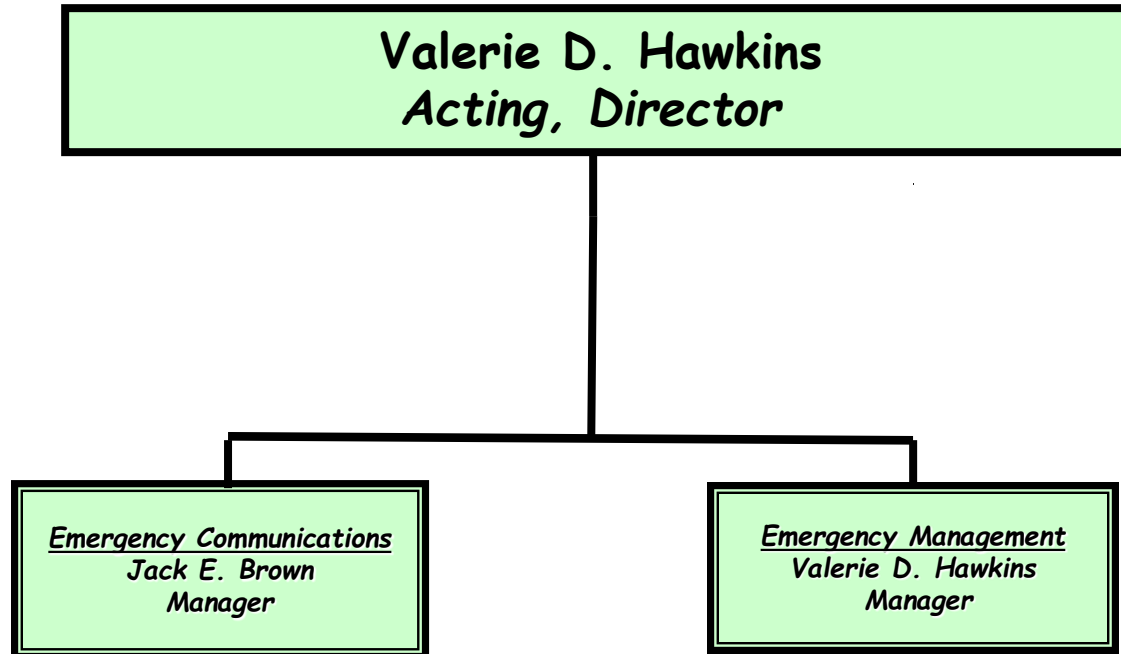 Valerie D. Hawkins
Acting, Director
Emergency Communications
Jack E. Brown
Manager
Emergency Management
Valerie D. Hawkins
Manager